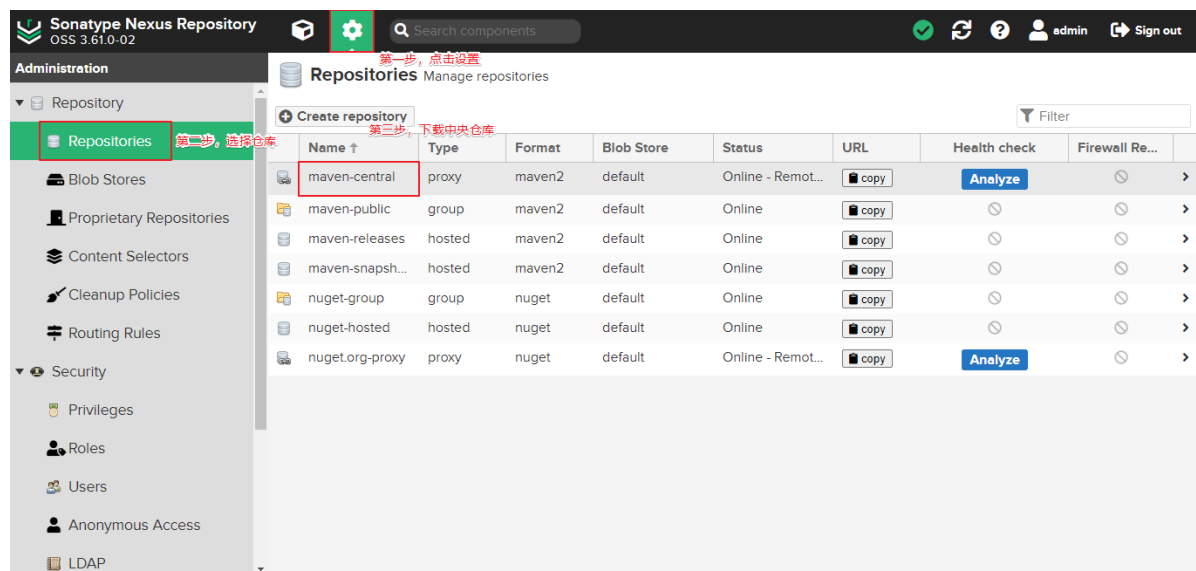 Sonatype Nexus Repository
OSS 3.61.0-02
Search components
admin
Sign out
第一步，点击设置
Administration
Repositories Manage repositories
Repository
Create repository
Filter
第三步，下载中央仓库
Repositories
第二步，选择仓库
Name Type Format Blob Store Status URL Health check Firewall Re...
maven-central proxy maven2 default Online - Remot... copy Analyze
Blob Stores
maven-public group maven2 default Online copy
Proprietary Repositories
maven-releases hosted maven2 default Online copy
Content Selectors
maven-snapsh... hosted maven2 default Online copy
Cleanup Policies
nuget-group group nuget default Online copy
Routing Rules
nuget-hosted hosted nuget default Online copy
nuget.org-proxy proxy nuget default Online - Remot... copy Analyze
Security
Privileges
Roles
Users
Anonymous Access
LDAP